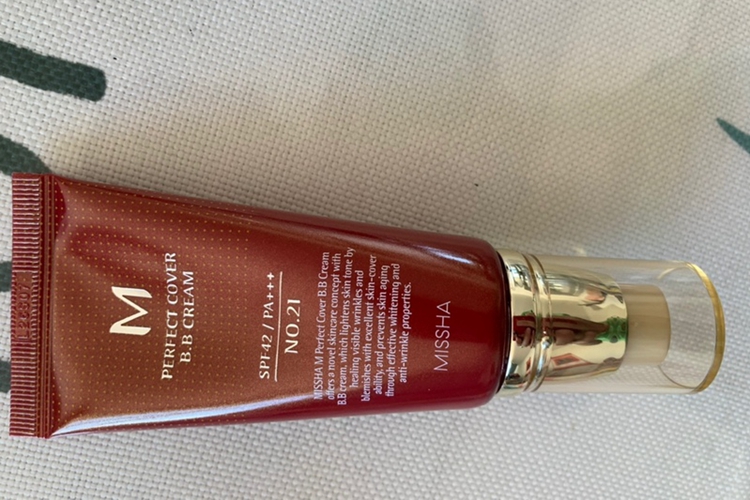 M
PERFECT COVER
B.B CREAM
SPF42 / PA+++
NO.21
MISSHA M Perfect Cover B.B Cream
offers a novel skincare concept with
B.B cream, which lightens skin tone by
healing visible wrinkles and
blemishes with excellent skin-cover
ability, and prevents skin aging
through effective whitening and
anti-wrinkle properties.
MISSHA